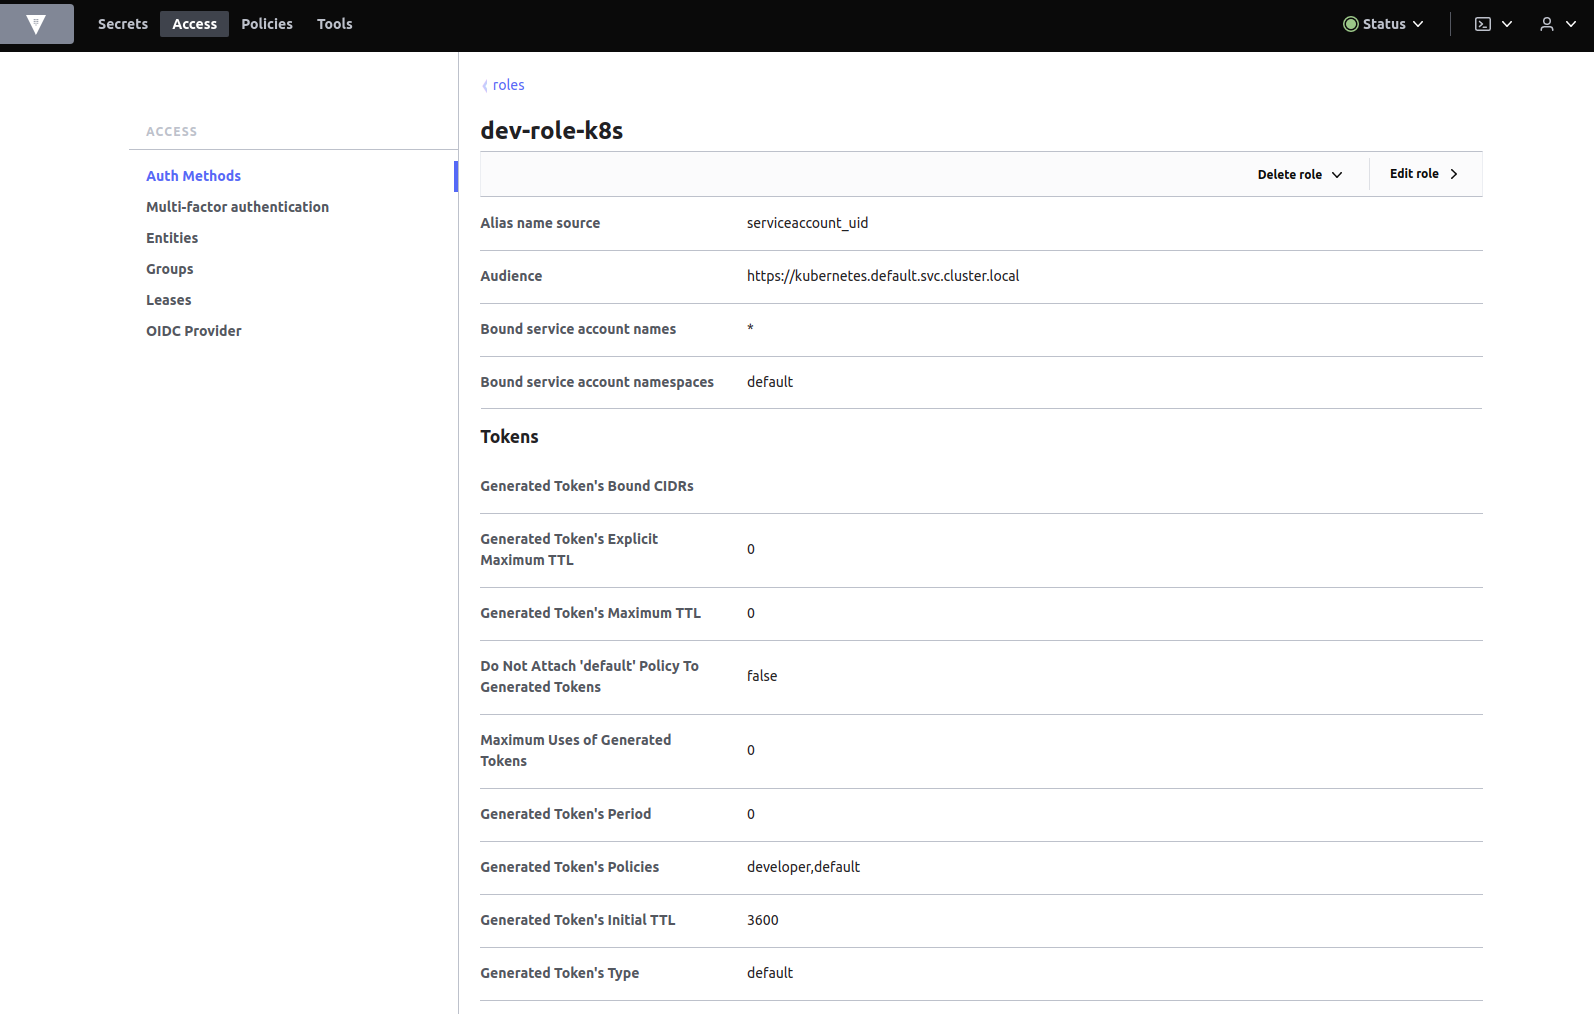 Secrets Access Policies Tools Status
roles
ACCESS
dev-role-k8s
Delete role Edit role
Auth Methods
Multi-factor authentication
Entities
Groups
Leases
OIDC Provider
Alias name source serviceaccount_uid
Audience https://kubernetes.default.svc.cluster.local
Bound service account names *
Bound service account namespaces default
Tokens
Generated Token's Bound CIDRs
Generated Token's Explicit
Maximum TTL 0
Generated Token's Maximum TTL 0
Do Not Attach 'default' Policy To
Generated Tokens false
Maximum Uses of Generated
Tokens 0
Generated Token's Period 0
Generated Token's Policies developer,default
Generated Token's Initial TTL 3600
Generated Token's Type default